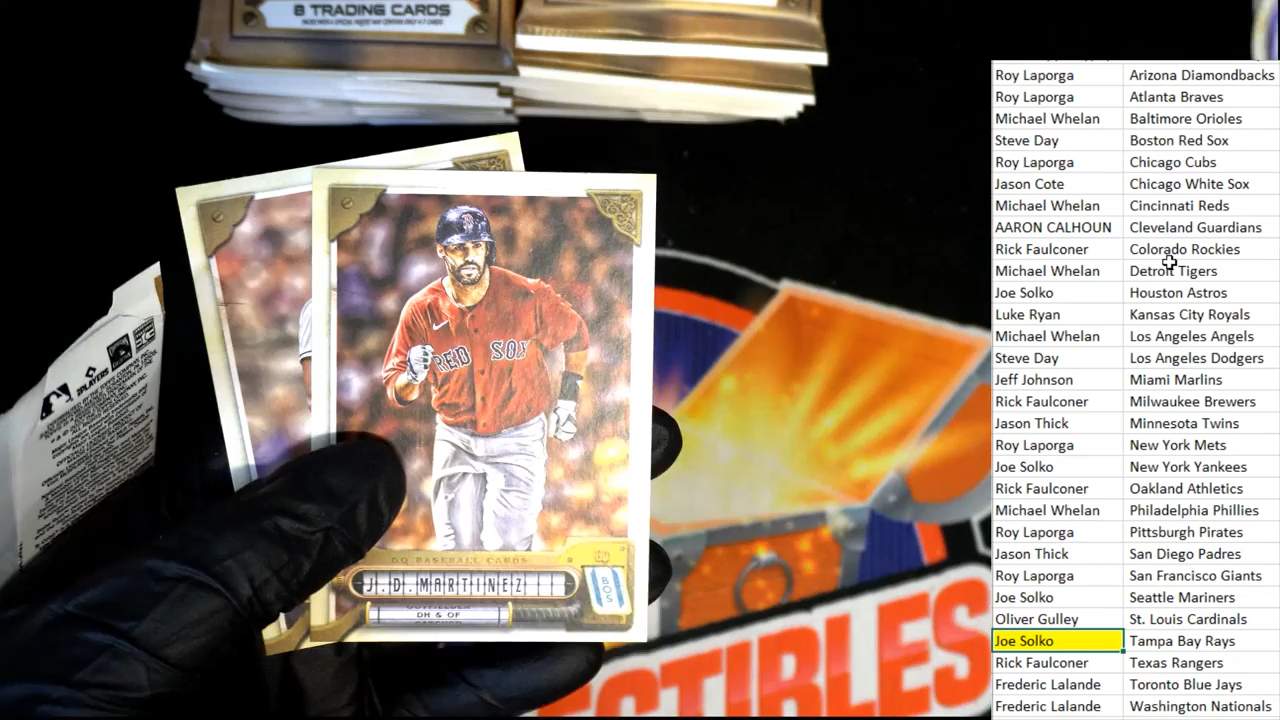 8 TRADING CARDS
RED SOX
GQ BASEBALL CARDS
J.D. MARTINEZ
DH & OF
BOS
ECTIBLES
Roy Laporga Arizona Diamondbacks
Roy Laporga Atlanta Braves
Michael Whelan Baltimore Orioles
Steve Day Boston Red Sox
Roy Laporga Chicago Cubs
Jason Cote Chicago White Sox
Michael Whelan Cincinnati Reds
AARON CALHOUN Cleveland Guardians
Rick Faulconer Colorado Rockies
Michael Whelan Detroit Tigers
Joe Solko Houston Astros
Luke Ryan Kansas City Royals
Michael Whelan Los Angeles Angels
Steve Day Los Angeles Dodgers
Jeff Johnson Miami Marlins
Rick Faulconer Milwaukee Brewers
Jason Thick Minnesota Twins
Roy Laporga New York Mets
Joe Solko New York Yankees
Rick Faulconer Oakland Athletics
Michael Whelan Philadelphia Phillies
Roy Laporga Pittsburgh Pirates
Jason Thick San Diego Padres
Roy Laporga San Francisco Giants
Joe Solko Seattle Mariners
Oliver Gulley St. Louis Cardinals
Joe Solko Tampa Bay Rays
Rick Faulconer Texas Rangers
Frederic Lalande Toronto Blue Jays
Frederic Lalande Washington Nationals